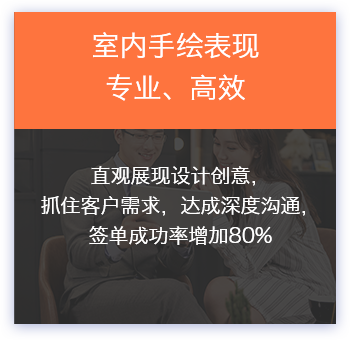 室内手绘表现
专业、高效
直观展现设计创意,
抓住客户需求，达成深度沟通,
签单成功率增加80%